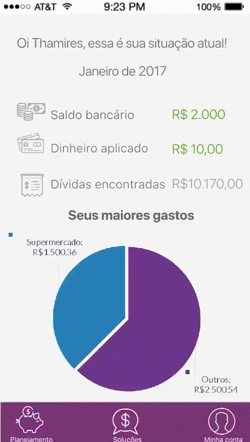 AT&T 9:23 PM 100%
Oi Thamires, essa é sua situação atual!
Janeiro de 2017
Saldo bancário R$ 2.000
Dinheiro aplicado R$ 10,00
Dívidas encontradas R$10.170,00
Seus maiores gastos
Supermercado;
R$1.500,36
Outros;
R$2.500,54
Planejamento Soluções Minha conta